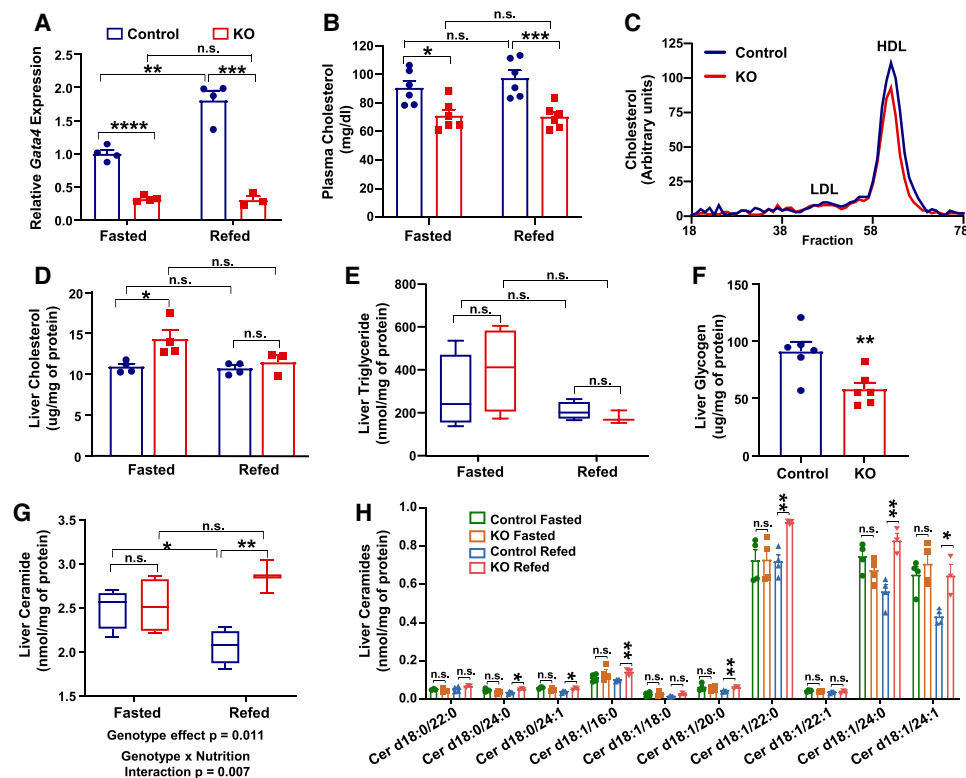 A
Control
KO
Relative Gata4 Expression
2.5
2.0
1.5
1.0
0.5
0.0
n.s.
**
***
****
Fasted
Refed
B
Plasma Cholesterol
(mg/dl)
120
100
80
60
40
20
0
n.s.
n.s.
*
***
Fasted
Refed
C
Cholesterol
(Arbitrary units)
125
100
75
50
25
0
Control
KO
HDL
LDL
18
38
58
78
Fraction
D
Liver Cholesterol
(ug/mg of protein)
20
15
10
5
0
n.s.
n.s.
*
n.s.
Fasted
Refed
E
Liver Triglyceride
(nmol/mg of protein)
800
600
400
200
0
n.s.
n.s.
n.s.
n.s.
Fasted
Refed
F
Liver Glycogen
(ug/mg of protein)
150
100
50
0
**
Control
KO
G
Liver Ceramide
(nmol/mg of protein)
3.5
3.0
2.5
2.0
1.5
n.s.
*
**
n.s.
Fasted
Refed
Genotype effect p = 0.011
Genotype x Nutrition
Interaction p = 0.007
H
Liver Ceramides
(nmol/mg of protein)
1.0
0.8
0.6
0.4
0.2
0.0
Control Fasted
KO Fasted
Control Refed
KO Refed
n.s. n.s.
n.s. *
n.s. *
n.s. **
n.s. n.s.
n.s. **
n.s. **
n.s. n.s.
n.s. **
n.s. *
Cer d18:0/22:0
Cer d18:0/24:0
Cer d18:0/24:1
Cer d18:1/16:0
Cer d18:1/18:0
Cer d18:1/20:0
Cer d18:1/22:0
Cer d18:1/22:1
Cer d18:1/24:0
Cer d18:1/24:1